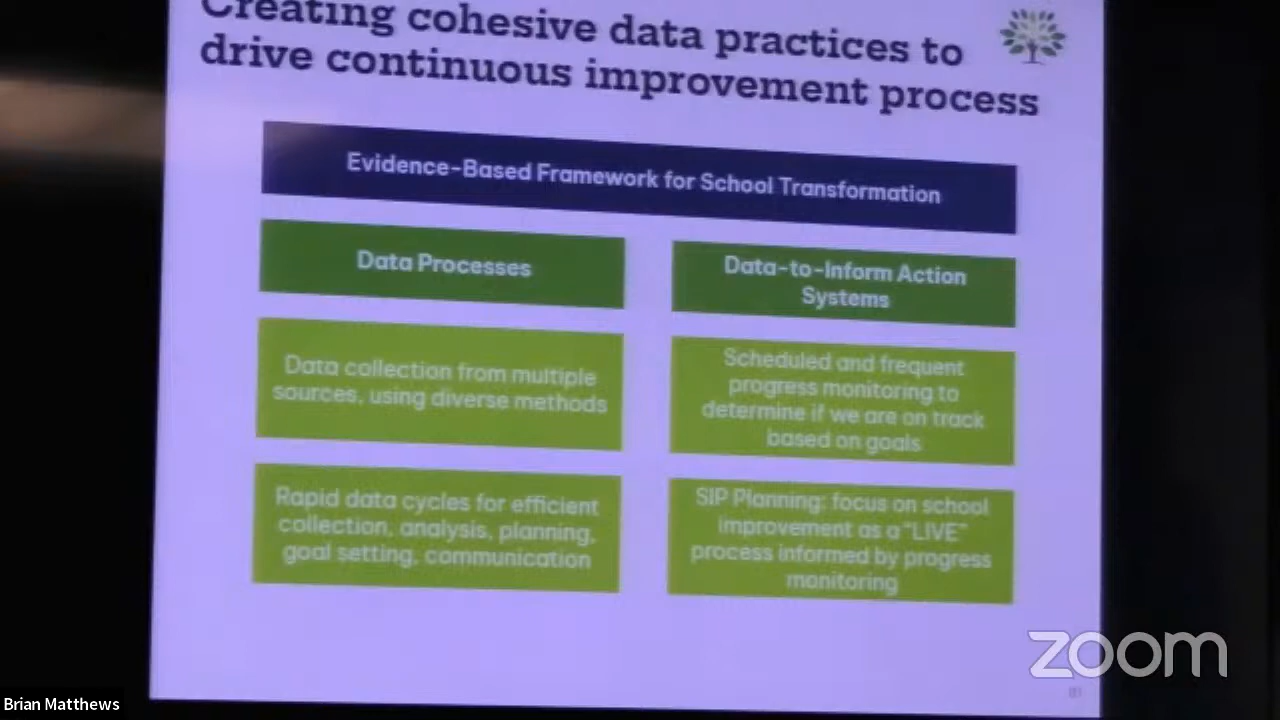 Creating cohesive data practices to
drive continuous improvement process
Evidence-Based Framework for School Transformation
Data Processes
Data-to-Inform Action
Systems
Data collection from multiple
sources, using diverse methods
Scheduled and frequent
progress monitoring to
determine if we are on track
based on goals
Rapid data cycles for efficient
collection, analysis, planning,
goal setting, communication
SIP Planning: focus on school
improvement as a "LIVE"
process informed by progress
monitoring
zoom
Brian Matthews